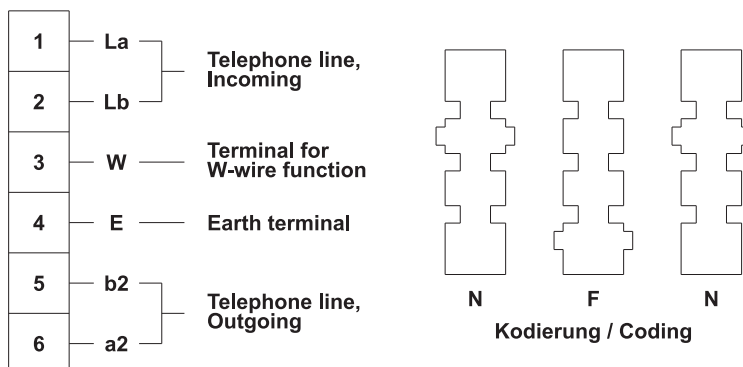 1 La
Telephone line,
Incoming
2 Lb
3 W
Terminal for
W-wire function
4 E Earth terminal
5 b2
Telephone line,
Outgoing
6 a2
N F N
Kodierung / Coding